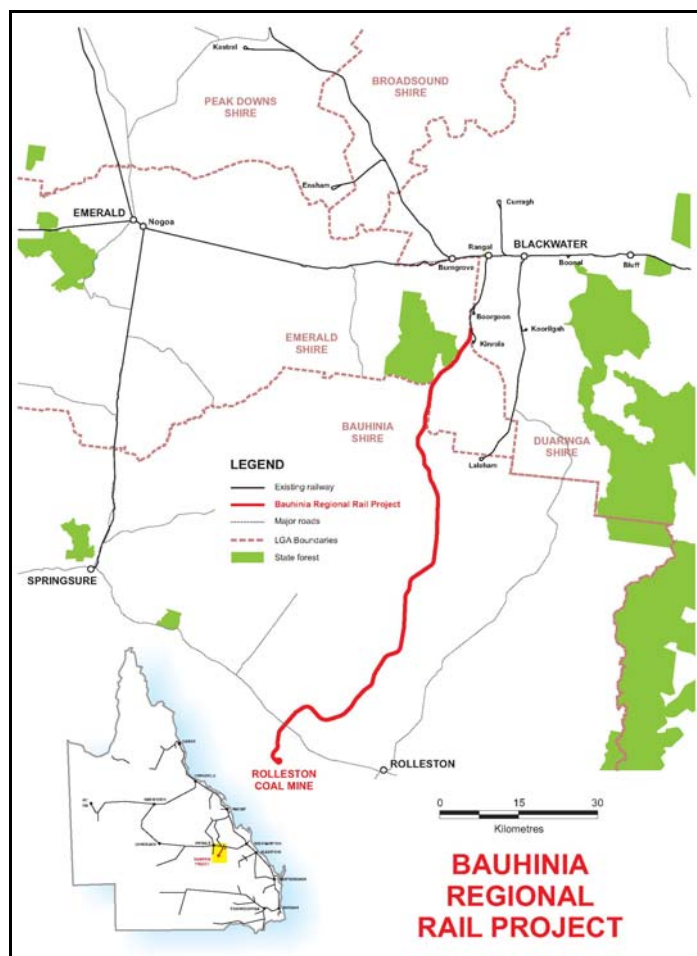 Kestrel
BROADSOUND
SHIRE
PEAK DOWNS
SHIRE
Ensham
Curragh
EMERALD
Nogoa
Rangal
BLACKWATER
Burngrove
Boonal
Bluff
Boorgoon
Koorilgah
Kinrola
EMERALD
SHIRE
BAUHINIA
SHIRE
DUARINGA
SHIRE
Laleham
LEGEND
Existing railway
Bauhinia Regional Rail Project
Major roads
LGA Boundaries
State forest
SPRINGSURE
ROLLESTON
COAL MINE
ROLLESTON
0 15 30
Kilometres
BAUHINIA
REGIONAL
RAIL PROJECT